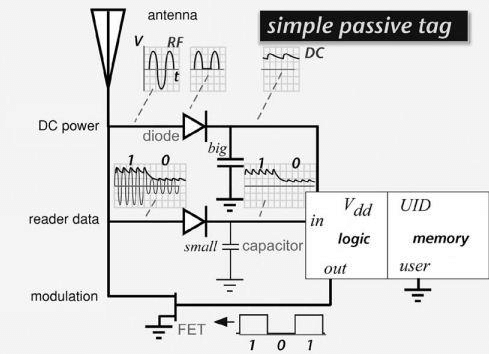 antenna
simple passive tag
V
RF
t
DC
DC power
diode
big
1 0
1 0
reader data
in
Vdd
UID
logic
memory
small
capacitor
out
user
modulation
FET
1 0 1